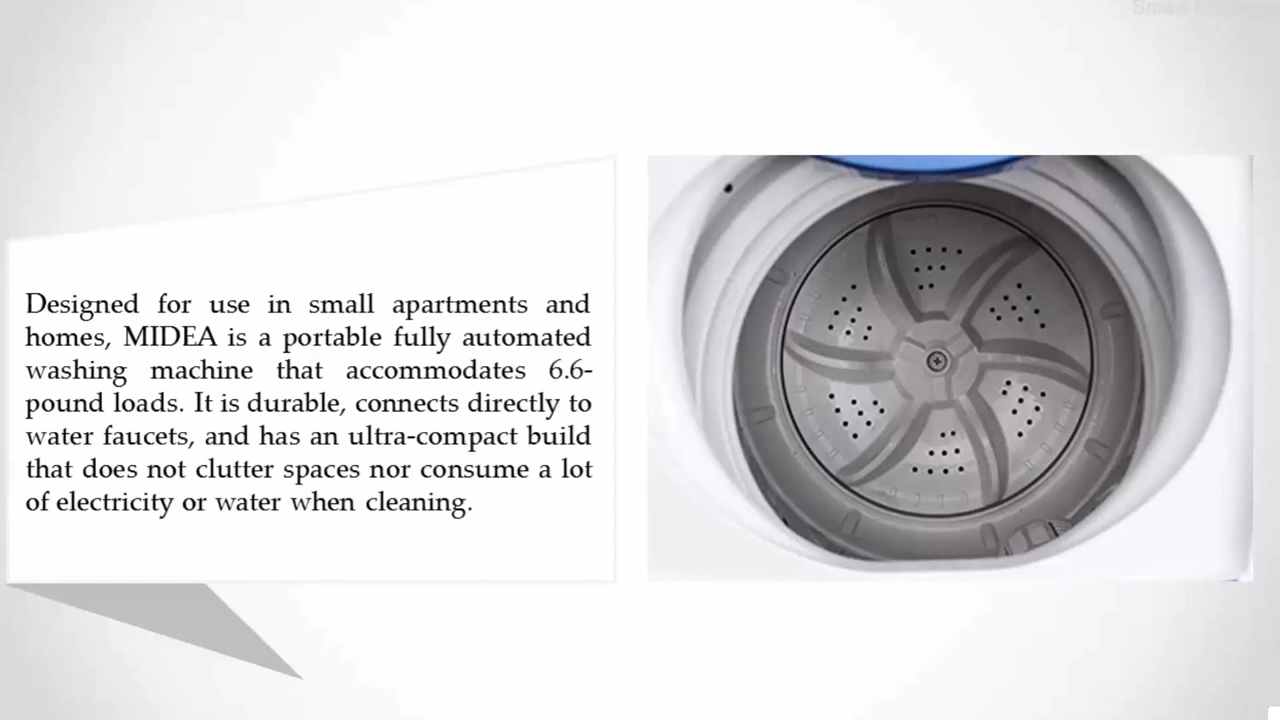 Designed for use in small apartments and
homes, MIDEA is a portable fully automated
washing machine that accommodates 6.6-
pound loads. It is durable, connects directly to
water faucets, and has an ultra-compact build
that does not clutter spaces nor consume a lot
of electricity or water when cleaning.